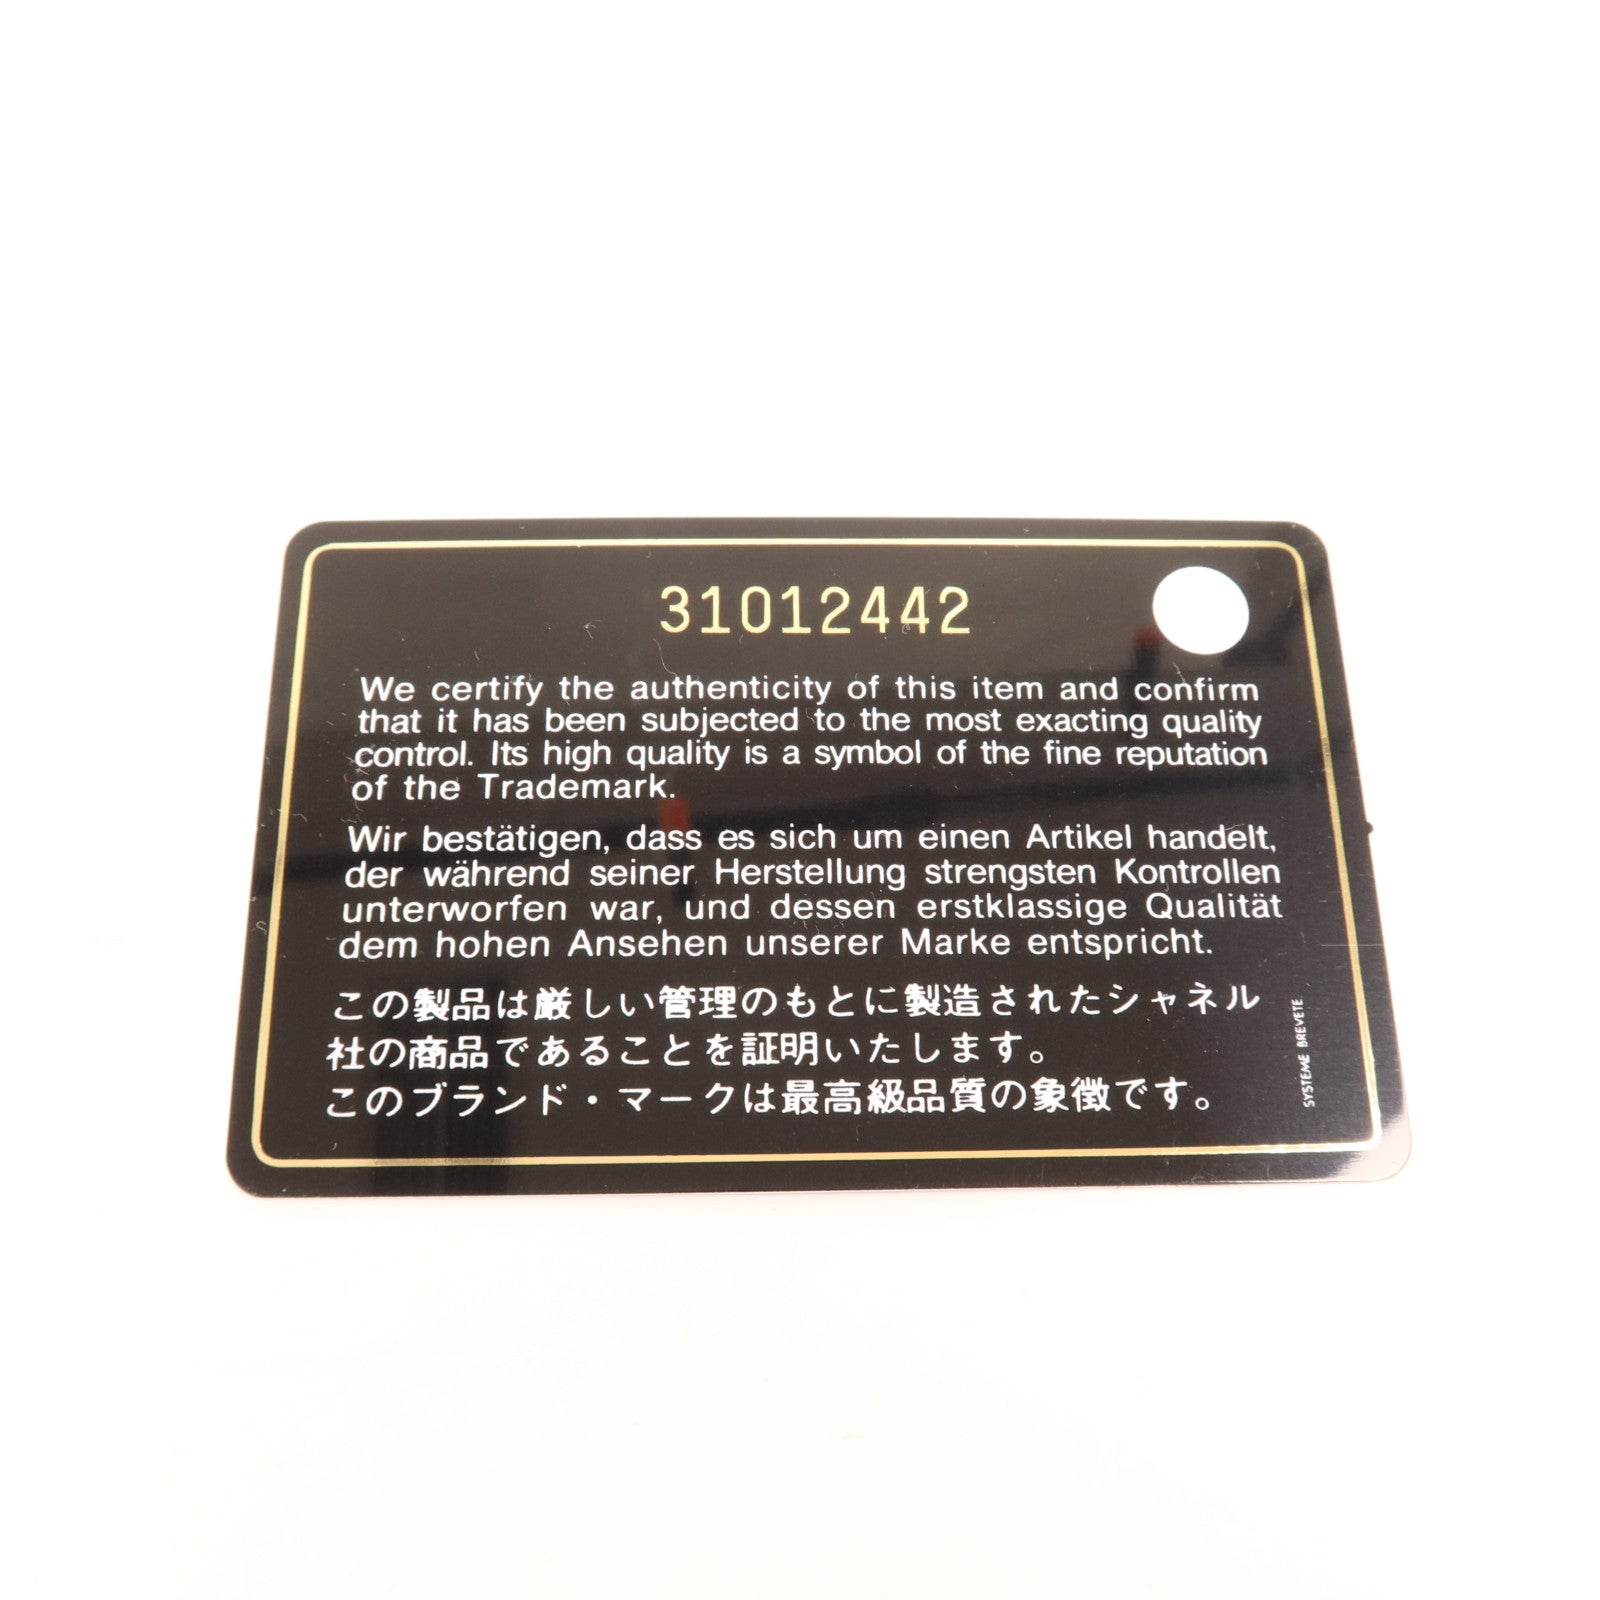 31012442
We certify the authenticity of this item and confirm
that it has been subjected to the most exacting quality
control. Its high quality is a symbol of the fine reputation
of the Trademark.
Wir bestätigen, dass es sich um einen Artikel handelt,
der während seiner Herstellung strengsten Kontrollen
unterworfen war, und dessen erstklassige Qualität
dem hohen Ansehen unserer Marke entspricht.
この製品は厳しい管理のもとに製造されたシャネル
社の商品であることを証明いたします。
このブランド・マークは最高級品質の象徴です。
SYSTEME BREVETE